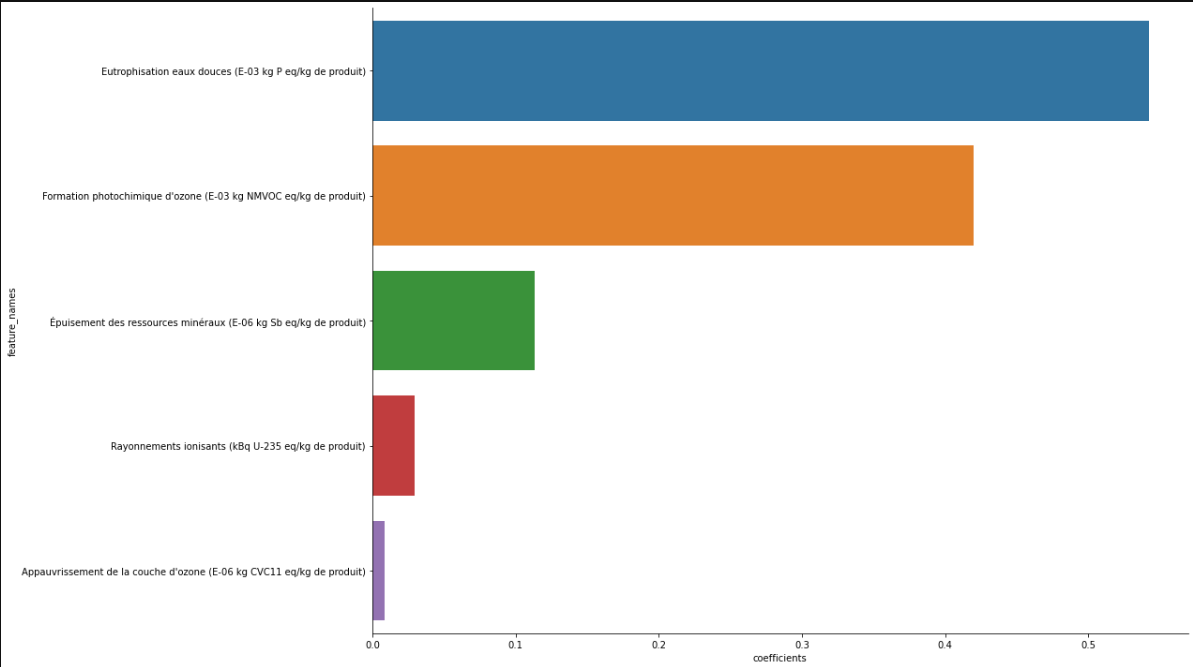 Eutrophisation eaux douces (E-03 kg P eq/kg de produit)
Formation photochimique d'ozone (E-03 kg NMVOC eq/kg de produit)
Épuisement des ressources minéraux (E-06 kg Sb eq/kg de produit)
Rayonnements ionisants (kBq U-235 eq/kg de produit)
Appauvrissement de la couche d'ozone (E-06 kg CVC11 eq/kg de produit)
feature_names
0.0 0.1 0.2 0.3 0.4 0.5
coefficients